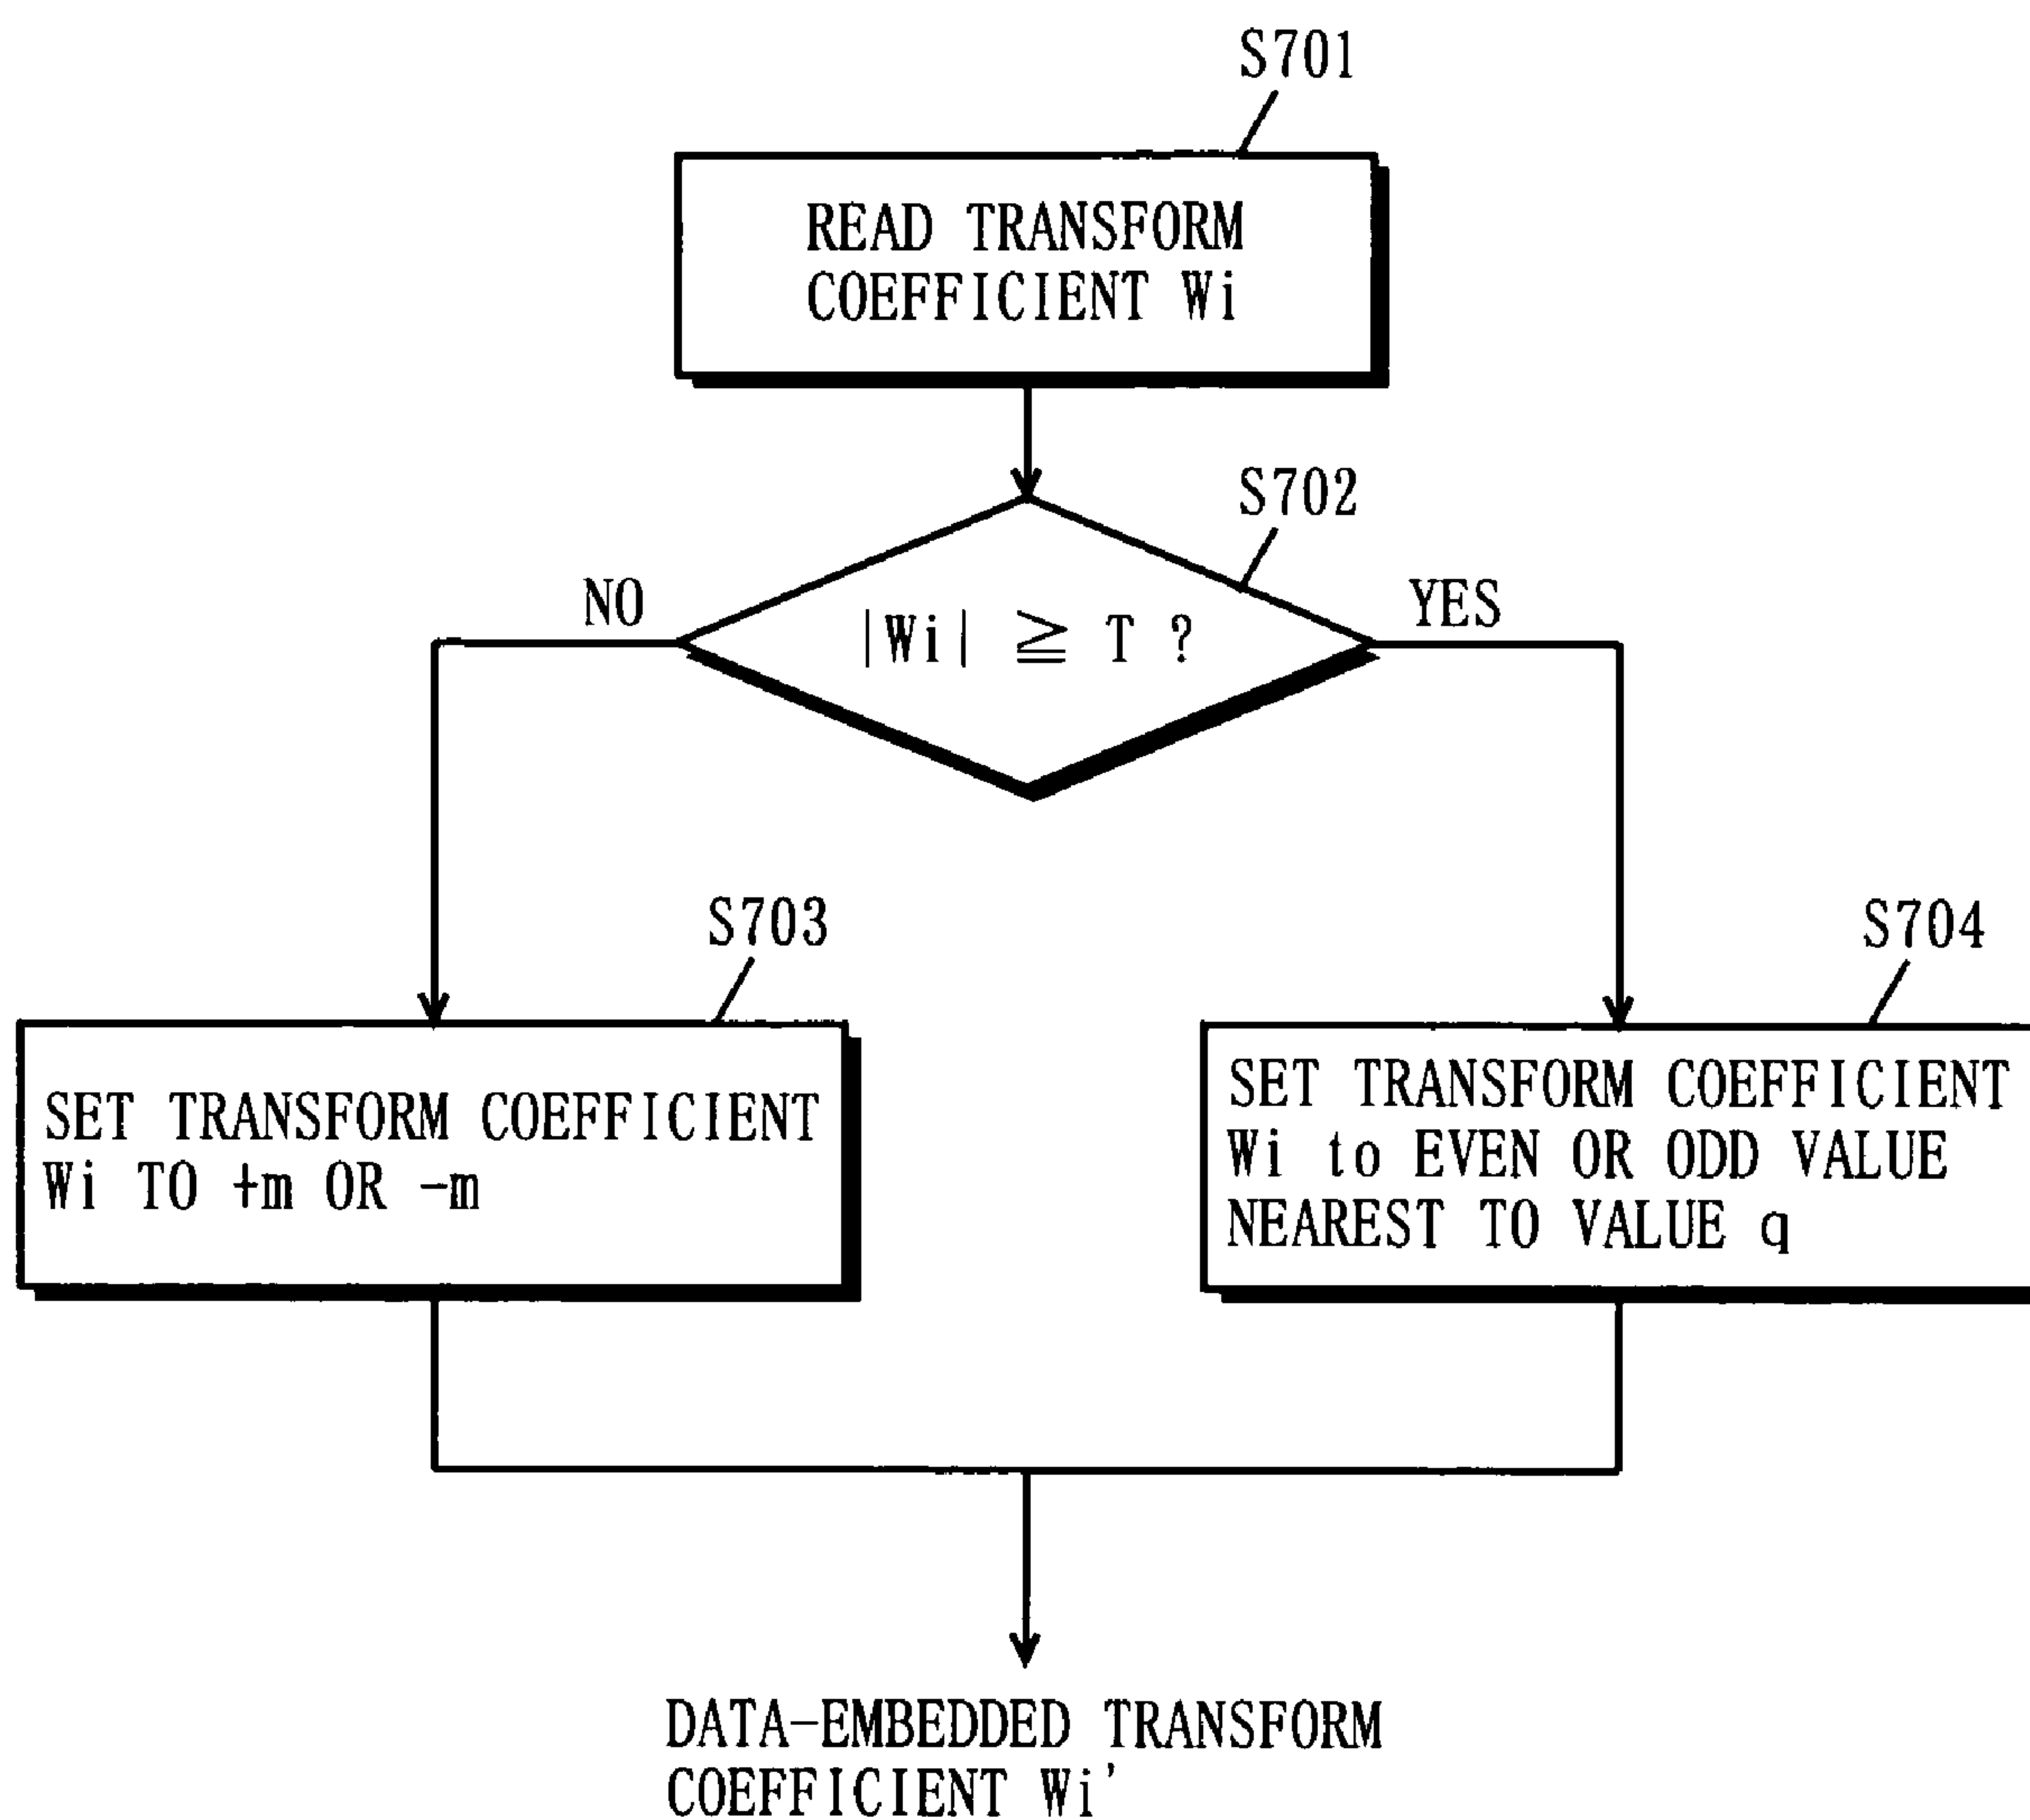 S701
READ TRANSFORM
COEFFICIENT Wi
S702
NO
|Wi| ≧ T ?
YES
S703
SET TRANSFORM COEFFICIENT
Wi TO +m OR -m
S704
SET TRANSFORM COEFFICIENT
Wi to EVEN OR ODD VALUE
NEAREST TO VALUE q
DATA-EMBEDDED TRANSFORM
COEFFICIENT Wi'